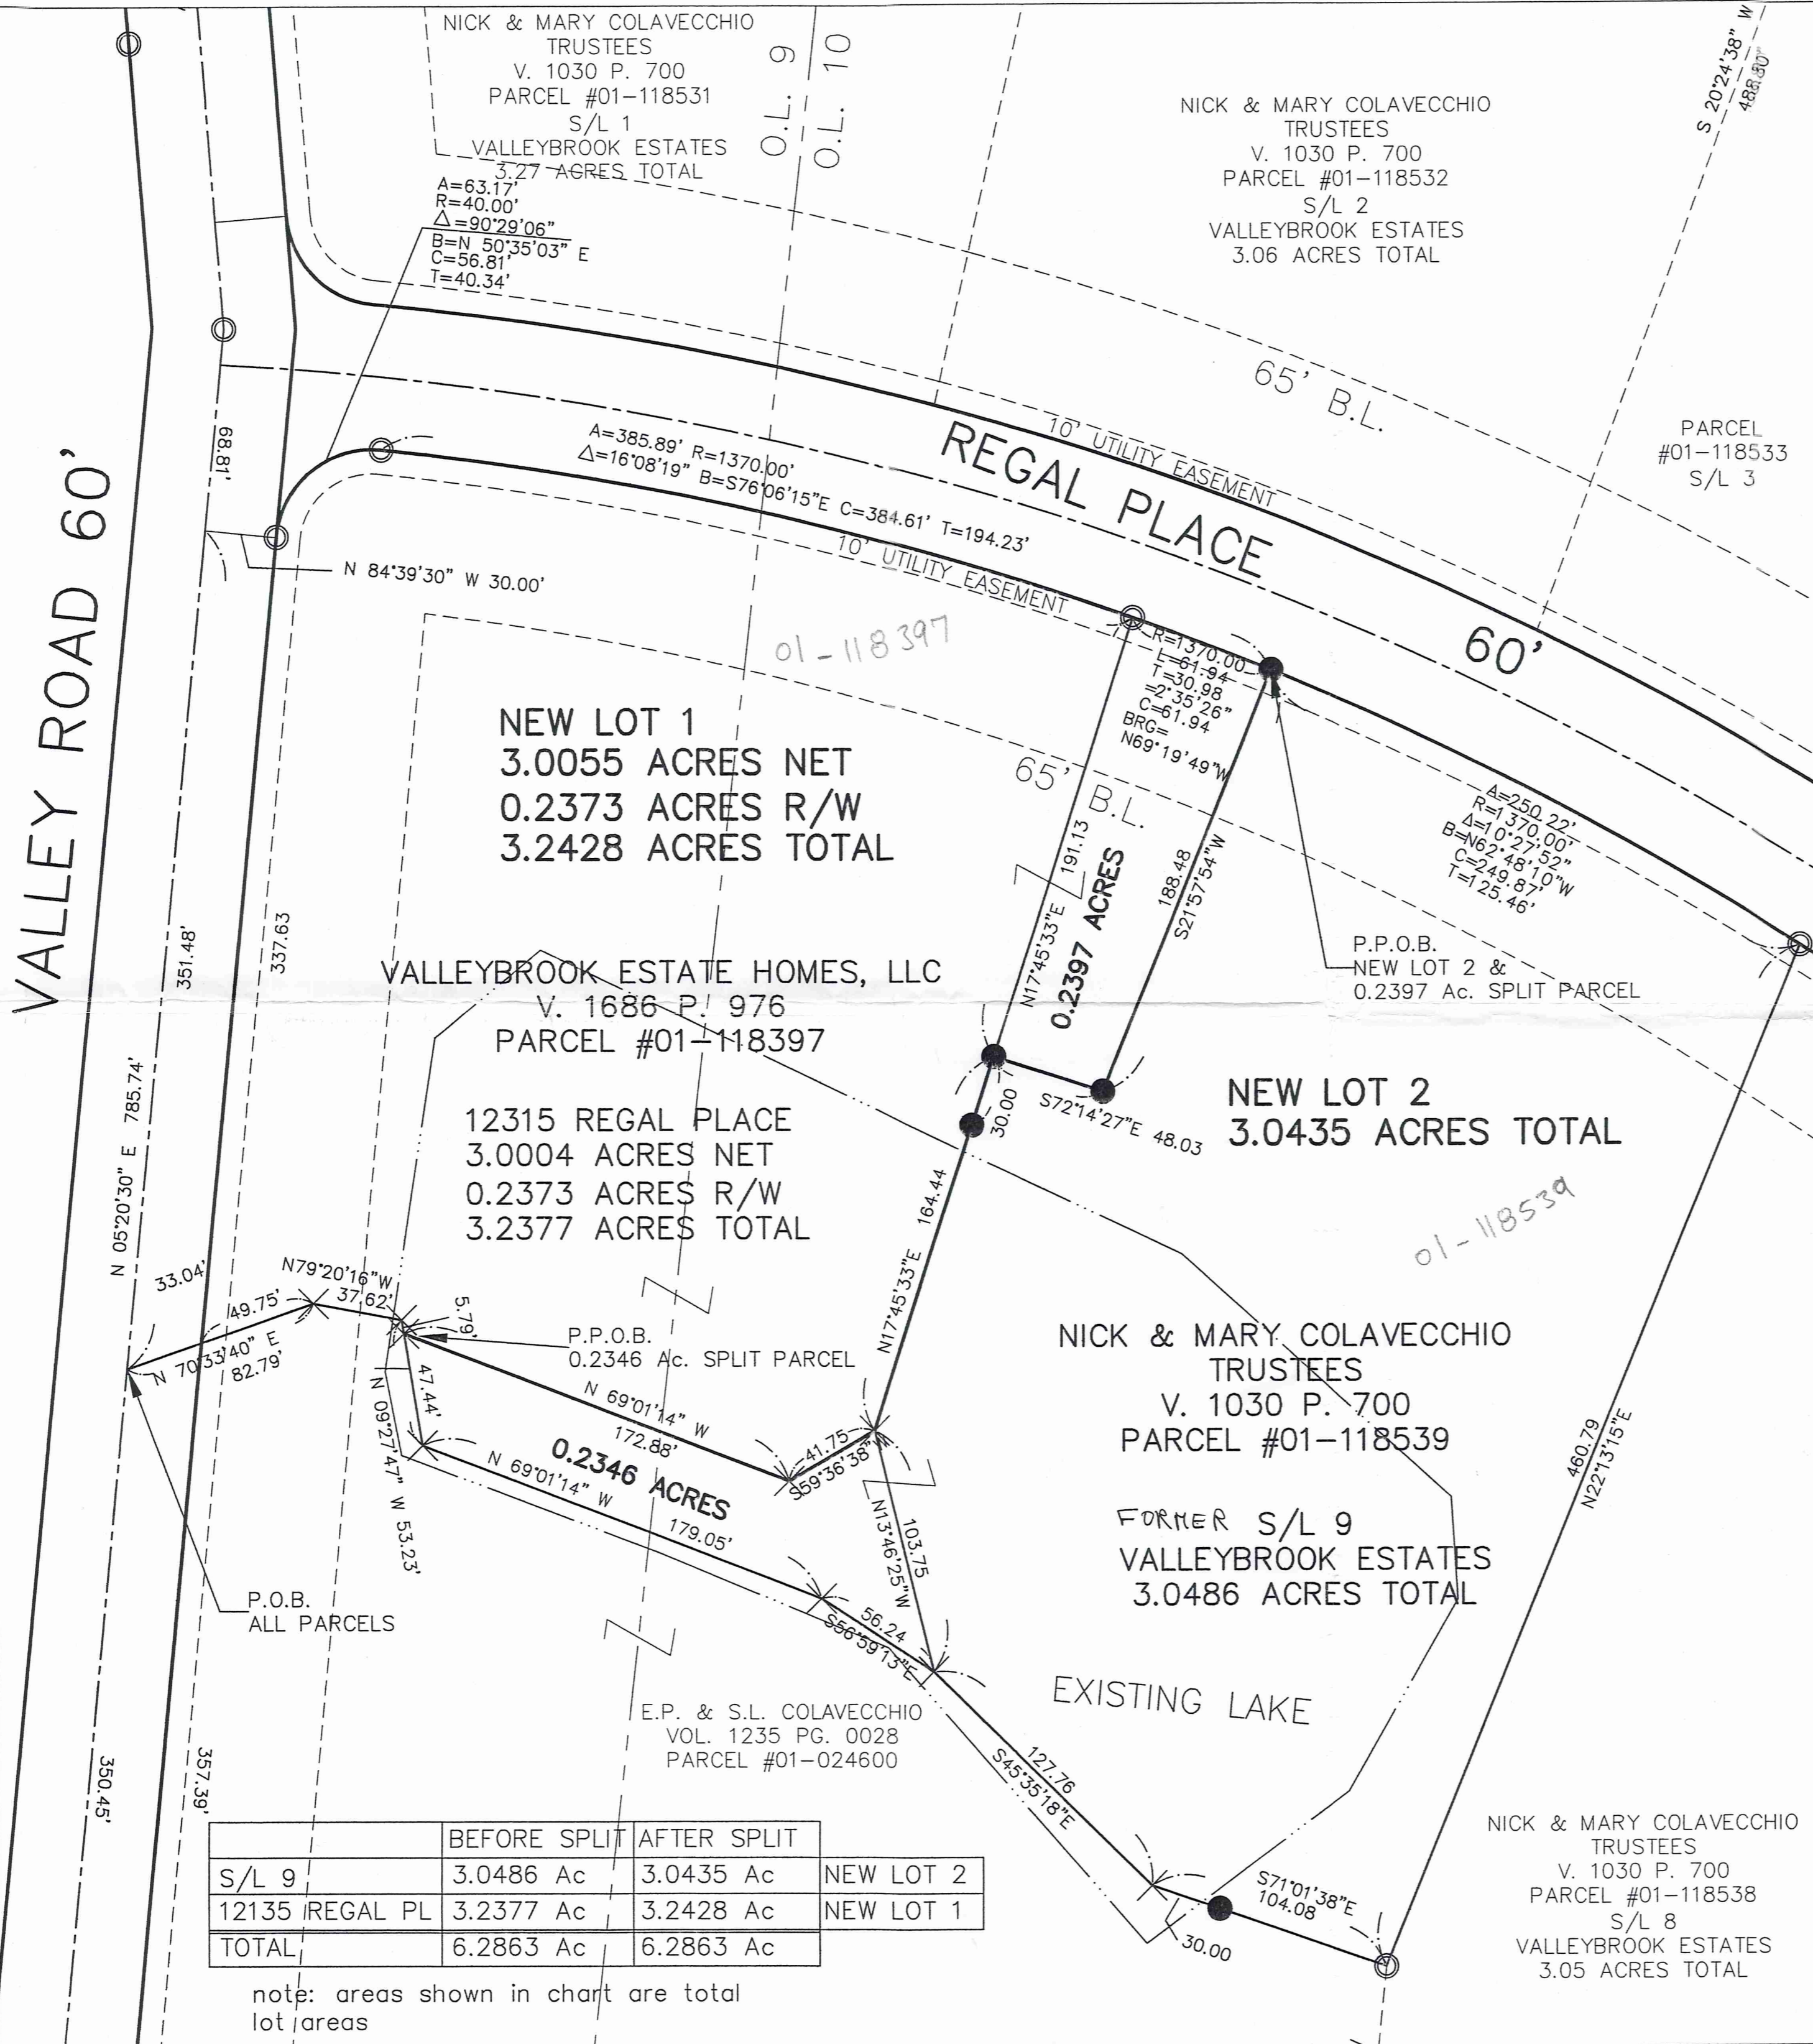 NICK & MARY COLAVECCHIO
TRUSTEES
V. 1030 P. 700
PARCEL #01-118531
S/L 1
VALLEYBROOK ESTATES
3.27 ACRES TOTAL
O.L. 9
O.L. 10
NICK & MARY COLAVECCHIO
TRUSTEES
V. 1030 P. 700
PARCEL #01-118532
S/L 2
VALLEYBROOK ESTATES
3.06 ACRES TOTAL
S 20°24'38" W
488.80'
A=63.17'
R=40.00'
Δ=90°29'06"
B=N 50°35'03" E
C=56.81'
T=40.34'
65' B.L.
PARCEL
#01-118533
S/L 3
VALLEY ROAD 60'
68.81'
A=385.89' R=1370.00'
Δ=16°08'19" B=S76°06'15"E C=384.61' T=194.23'
10' UTILITY EASEMENT
REGAL PLACE
60'
N 84°39'30" W 30.00'
10' UTILITY EASEMENT
01-118397
R=1370.00
L=61.94
T=30.98
=2°35'26"
C=61.94
BRG=
N69°19'49"W
NEW LOT 1
3.0055 ACRES NET
0.2373 ACRES R/W
3.2428 ACRES TOTAL
65' B.L.
A=250.22'
R=1370.00'
Δ=10°27'52"
B=N62°48'10"W
C=249.87'
T=125.46'
N17°45'33"E 191.13
0.2397 ACRES
188.48
S21°57'54"W
351.48'
337.63
P.P.O.B.
NEW LOT 2 &
0.2397 Ac. SPLIT PARCEL
VALLEYBROOK ESTATE HOMES, LLC
V. 1686 P. 976
PARCEL #01-118397
12315 REGAL PLACE
3.0004 ACRES NET
0.2373 ACRES R/W
3.2377 ACRES TOTAL
30.00
S72°14'27"E 48.03
NEW LOT 2
3.0435 ACRES TOTAL
01-118539
N 05°20'30" E 785.74'
N17°45'33"E 164.44
33.04'
49.75'
N 70°33'40" E
82.79'
N79°20'16"W
37.62'
5.79'
47.44'
N 09°27'47" W 53.23'
P.P.O.B.
0.2346 Ac. SPLIT PARCEL
N 69°01'14" W
172.88'
0.2346 ACRES
N 69°01'14" W
179.05'
41.75
S59°36'38"W
NICK & MARY COLAVECCHIO
TRUSTEES
V. 1030 P. 700
PARCEL #01-118539
FORMER S/L 9
VALLEYBROOK ESTATES
3.0486 ACRES TOTAL
460.79
N22°13'15"E
103.75
N13°46'25"W
56.24
S56°59'13"E
P.O.B.
ALL PARCELS
EXISTING LAKE
E.P. & S.L. COLAVECCHIO
VOL. 1235 PG. 0028
PARCEL #01-024600
127.76
S45°35'18"E
350.45'
357.39'
S71°01'38"E
104.08
30.00
NICK & MARY COLAVECCHIO
TRUSTEES
V. 1030 P. 700
PARCEL #01-118538
S/L 8
VALLEYBROOK ESTATES
3.05 ACRES TOTAL
BEFORE SPLIT AFTER SPLIT
S/L 9 3.0486 Ac 3.0435 Ac NEW LOT 2
12135 REGAL PL 3.2377 Ac 3.2428 Ac NEW LOT 1
TOTAL 6.2863 Ac 6.2863 Ac
note: areas shown in chart are total
lot areas